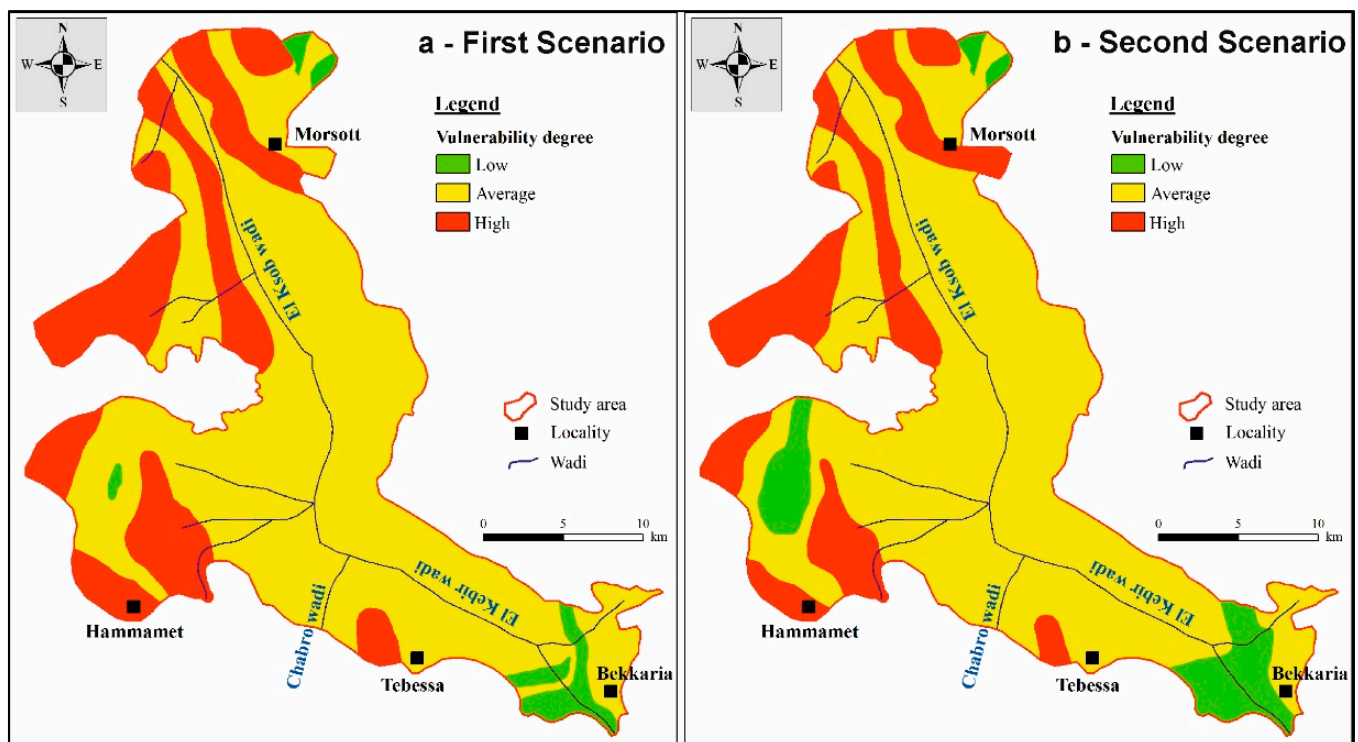 a - First Scenario
N
W
E
S
Legend
Vulnerability degree
Low
Average
High
Morsott
El Ksob wadi
Study area
Locality
Wadi
0 5 10
km
El Kebir wadi
Chabro wadi
Hammamet
Tebessa
Bekkaria
b - Second Scenario
N
W
E
S
Legend
Vulnerability degree
Low
Average
High
Morsott
El Ksob wadi
Study area
Locality
Wadi
0 5 10
km
El Kebir wadi
Chabro wadi
Hammamet
Tebessa
Bekkaria